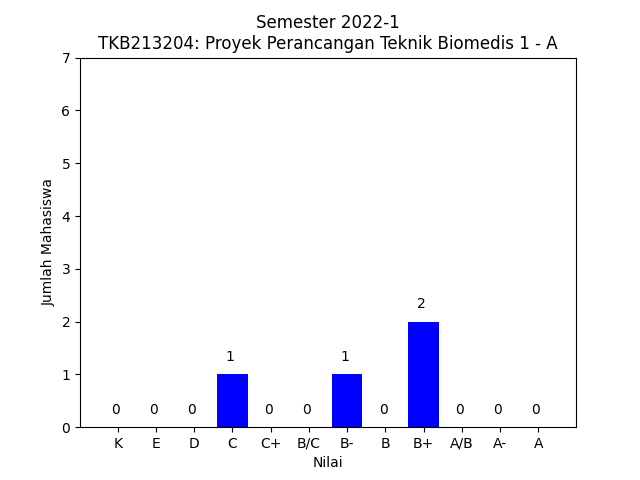 Semester 2022-1
TKB213204: Proyek Perancangan Teknik Biomedis 1 - A
7
6
5
4
3
2
1
0
Jumlah Mahasiswa
0 0 0 1 0 0 1 0 2 0 0 0
K E D C C+ B/C B- B B+ A/B A- A
Nilai